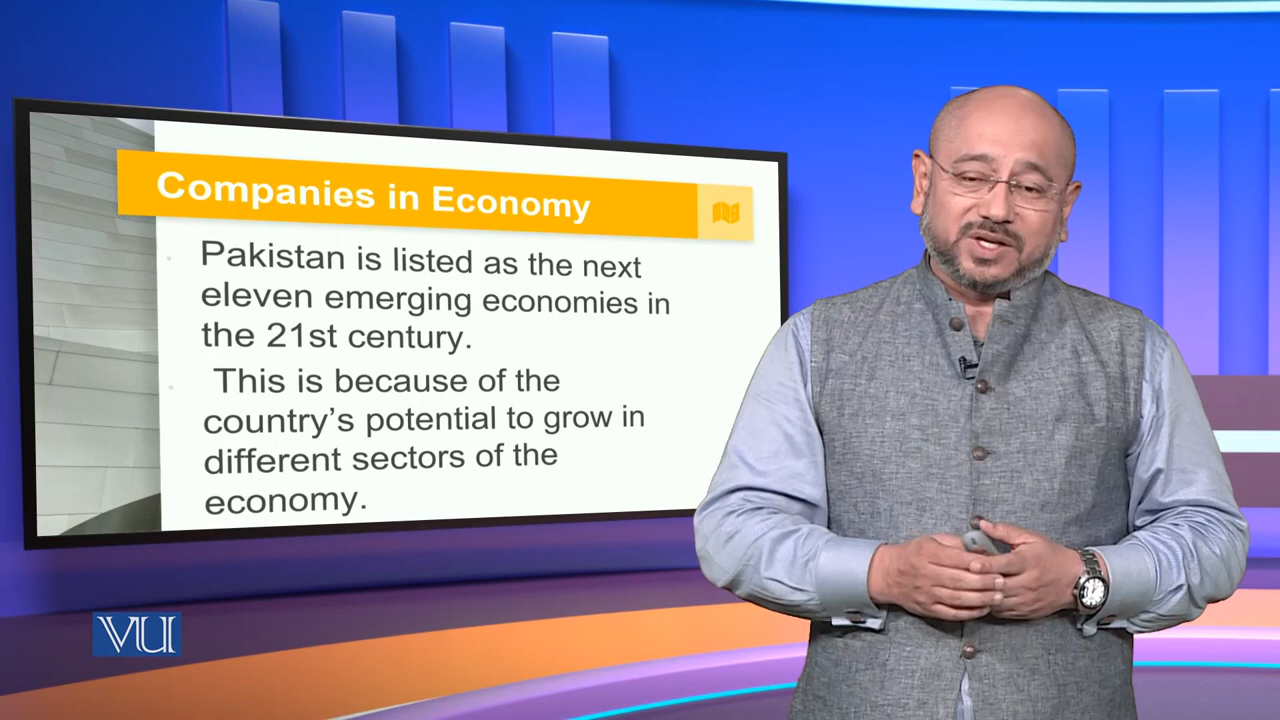 Companies in Economy
Pakistan is listed as the next
eleven emerging economies in
the 21st century.
This is because of the
country's potential to grow in
different sectors of the
economy.
VU